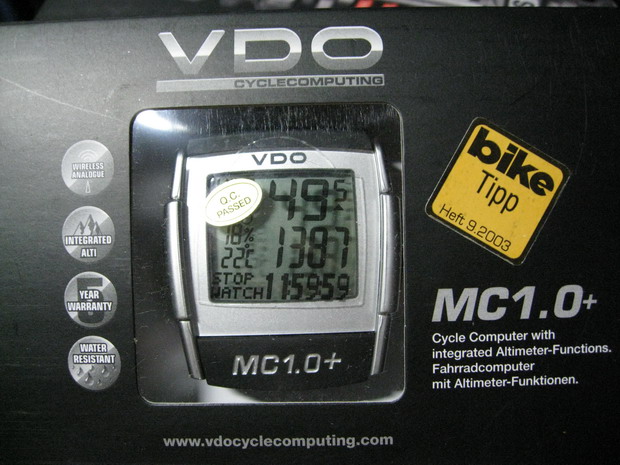 VDO
CYCLECOMPUTING
WIRELESS
ANALOGUE
INTEGRATED
ALTI
5
YEAR
WARRANTY
WATER
RESISTANT
VDO
Q.C.
PASSED
495
18%
1387
22°C
STOP
WATCH 115959
MC1.0+
bike
Tipp
Heft 9.2003
MC1.0+
Cycle Computer with
integrated Altimeter-Functions.
Fahrradcomputer
mit Altimeter-Funktionen.
www.vdocyclecomputing.com